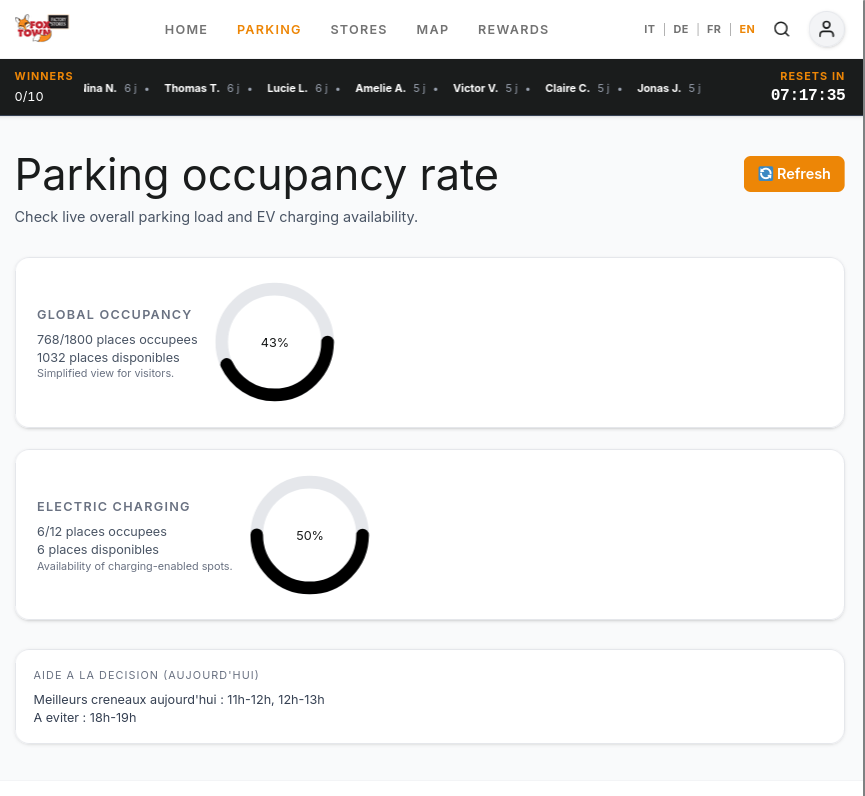 FOX TOWN FACTORY STORES
HOME PARKING STORES MAP REWARDS
IT DE FR EN
WINNERS
0/10
lina N. 6 j • Thomas T. 6 j • Lucie L. 6 j • Amelie A. 5 j • Victor V. 5 j • Claire C. 5 j • Jonas J. 5 j
RESETS IN
07:17:35
Parking occupancy rate
Refresh
Check live overall parking load and EV charging availability.
GLOBAL OCCUPANCY
768/1800 places occupees
1032 places disponibles
Simplified view for visitors.
43%
ELECTRIC CHARGING
6/12 places occupees
6 places disponibles
Availability of charging-enabled spots.
50%
AIDE A LA DECISION (AUJOURD'HUI)
Meilleurs creneaux aujourd'hui : 11h-12h, 12h-13h
A eviter : 18h-19h